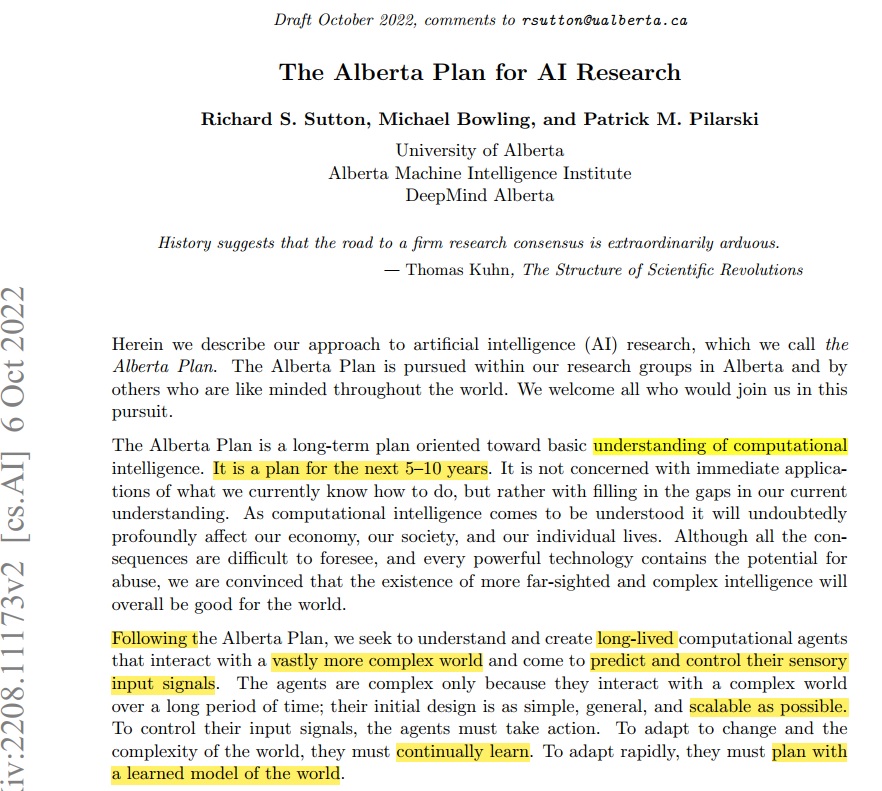 Draft October 2022, comments to rsutton@ualberta.ca
The Alberta Plan for AI Research
Richard S. Sutton, Michael Bowling, and Patrick M. Pilarski
University of Alberta
Alberta Machine Intelligence Institute
DeepMind Alberta
History suggests that the road to a firm research consensus is extraordinarily arduous.
— Thomas Kuhn, The Structure of Scientific Revolutions
Herein we describe our approach to artificial intelligence (AI) research, which we call the
Alberta Plan. The Alberta Plan is pursued within our research groups in Alberta and by
others who are like minded throughout the world. We welcome all who would join us in this
pursuit.
The Alberta Plan is a long-term plan oriented toward basic understanding of computational
intelligence. It is a plan for the next 5–10 years. It is not concerned with immediate applica-
tions of what we currently know how to do, but rather with filling in the gaps in our current
understanding. As computational intelligence comes to be understood it will undoubtedly
profoundly affect our economy, our society, and our individual lives. Although all the con-
sequences are difficult to foresee, and every powerful technology contains the potential for
abuse, we are convinced that the existence of more far-sighted and complex intelligence will
overall be good for the world.
Following the Alberta Plan, we seek to understand and create long-lived computational agents
that interact with a vastly more complex world and come to predict and control their sensory
input signals. The agents are complex only because they interact with a complex world
over a long period of time; their initial design is as simple, general, and scalable as possible.
To control their input signals, the agents must take action. To adapt to change and the
complexity of the world, they must continually learn. To adapt rapidly, they must plan with
a learned model of the world.
iv:2208.11173v2 [cs.AI] 6 Oct 2022